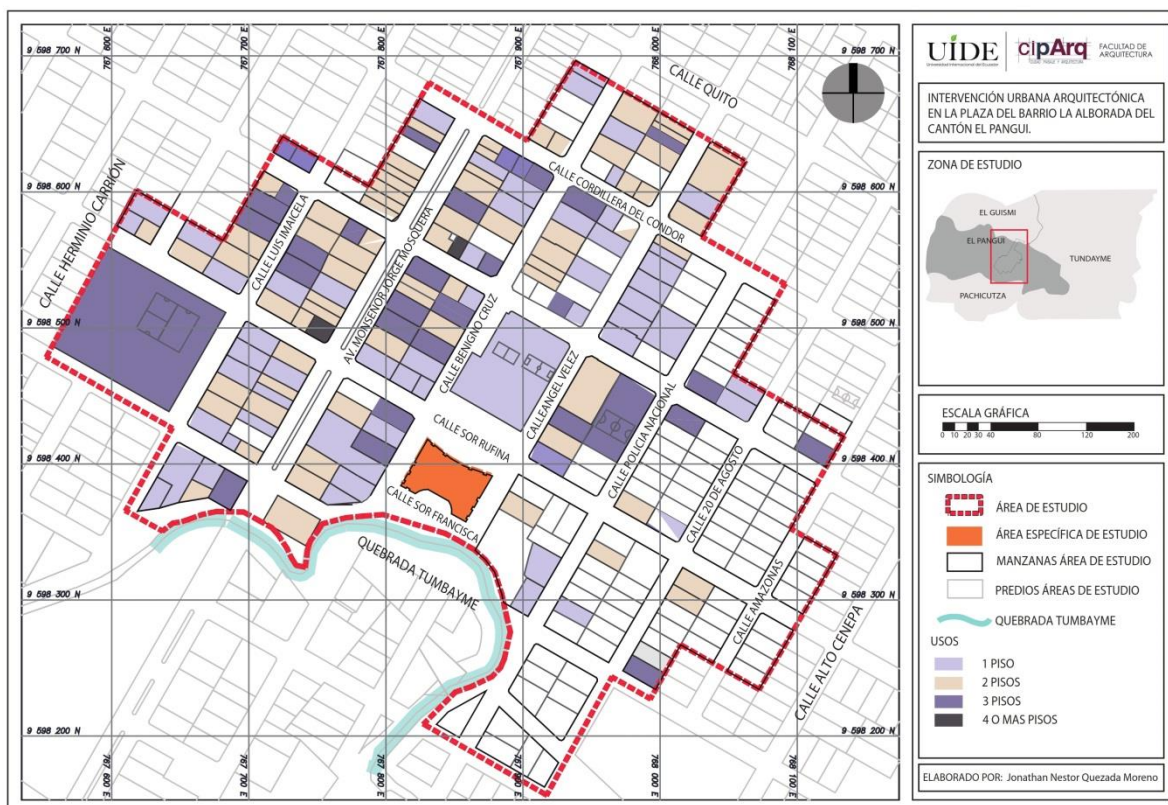 767 600 E
767 700 E
767 800 E
767 900 E
768 000 E
768 100 E
9 598 700 N
9 598 600 N
9 598 500 N
9 598 400 N
9 598 300 N
9 598 200 N
9 598 700 N
9 598 600 N
9 598 500 N
9 598 400 N
9 598 300 N
9 598 200 N
767 600 E
767 700 E
767 800 E
767 900 E
768 000 E
768 100 E
CALLE QUITO
CALLE CORDILLERA DEL CONDOR
CALLE HERMINIO CARRIÓN
CALLE LUIS IMAICELA
AV. MONSEÑOR JORGE MOSQUERA
CALLE BENIGNO CRUZ
CALLEANGEL VELEZ
CALLE POLICIA NACIONAL
CALLE SOR RUFINA
CALLE SOR FRANCISCA
CALLE 20 DE AGOSTO
CALLE AMAZONAS
CALLE ALTO CENEPA
QUEBRADA TUMBAYME
UIDE
Universidad Internacional del Ecuador
cipArq
FACULTAD DE
ARQUITECTURA
INTERVENCIÓN URBANA ARQUITECTÓNICA
EN LA PLAZA DEL BARRIO LA ALBORADA DEL
CANTÓN EL PANGUI.
ZONA DE ESTUDIO
EL GUISMI
EL PANGUI
TUNDAYME
PACHICUTZA
ESCALA GRÁFICA
0 10 20 30 40 80 120 200
SIMBOLOGÍA
ÁREA DE ESTUDIO
ÁREA ESPECÍFICA DE ESTUDIO
MANZANAS ÁREA DE ESTUDIO
PREDIOS ÁREAS DE ESTUDIO
QUEBRADA TUMBAYME
USOS
1 PISO
2 PISOS
3 PISOS
4 O MAS PISOS
ELABORADO POR: Jonathan Nestor Quezada Moreno